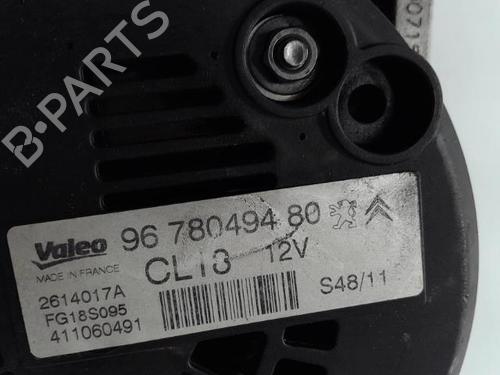 B-PARTS
Valeo 96 780494 80
MADE IN FRANCE CL13 12V
2614017A S48/11
FG18S095
411060491